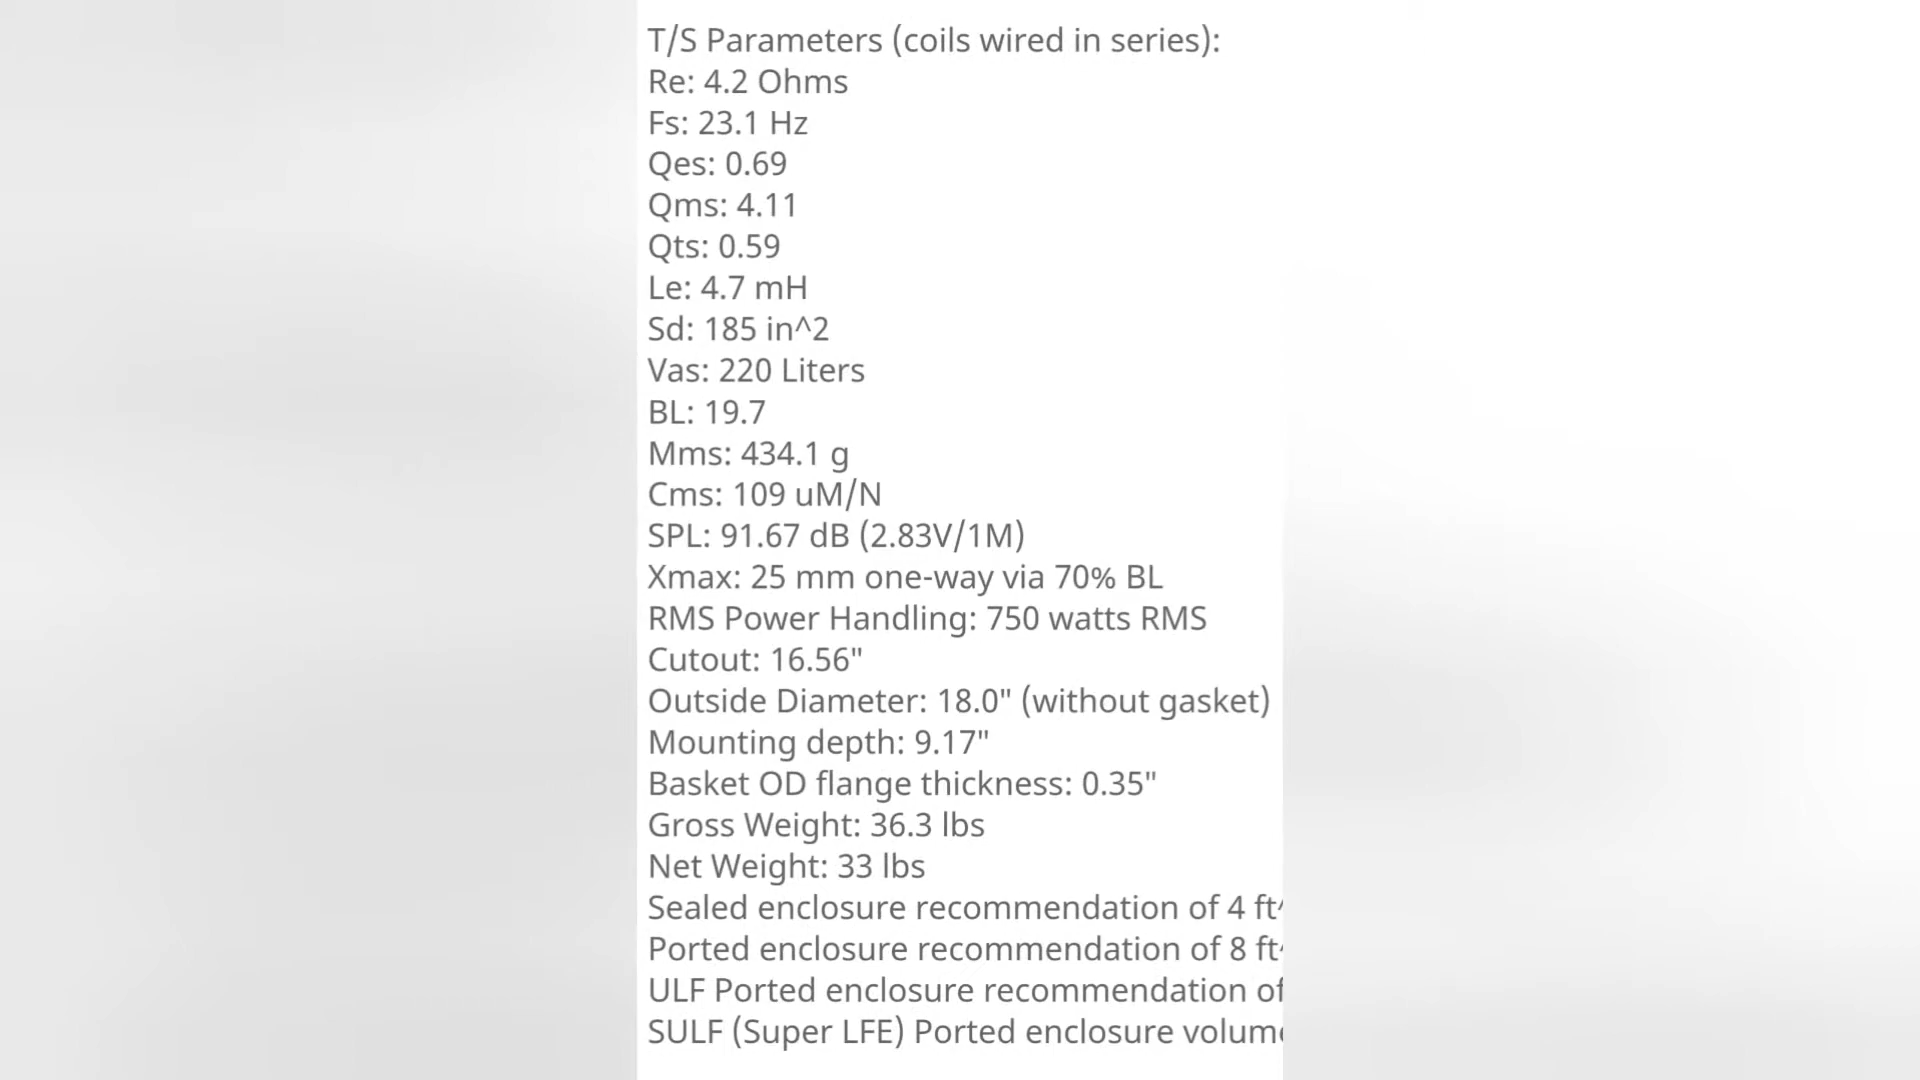 T/S Parameters (coils wired in series):
Re: 4.2 Ohms
Fs: 23.1 Hz
Qes: 0.69
Qms: 4.11
Qts: 0.59
Le: 4.7 mH
Sd: 185 in^2
Vas: 220 Liters
BL: 19.7
Mms: 434.1 g
Cms: 109 uM/N
SPL: 91.67 dB (2.83V/1M)
Xmax: 25 mm one-way via 70% BL
RMS Power Handling: 750 watts RMS
Cutout: 16.56"
Outside Diameter: 18.0" (without gasket)
Mounting depth: 9.17"
Basket OD flange thickness: 0.35"
Gross Weight: 36.3 lbs
Net Weight: 33 lbs
Sealed enclosure recommendation of 4 ft^
Ported enclosure recommendation of 8 ft^
ULF Ported enclosure recommendation of
SULF (Super LFE) Ported enclosure volume